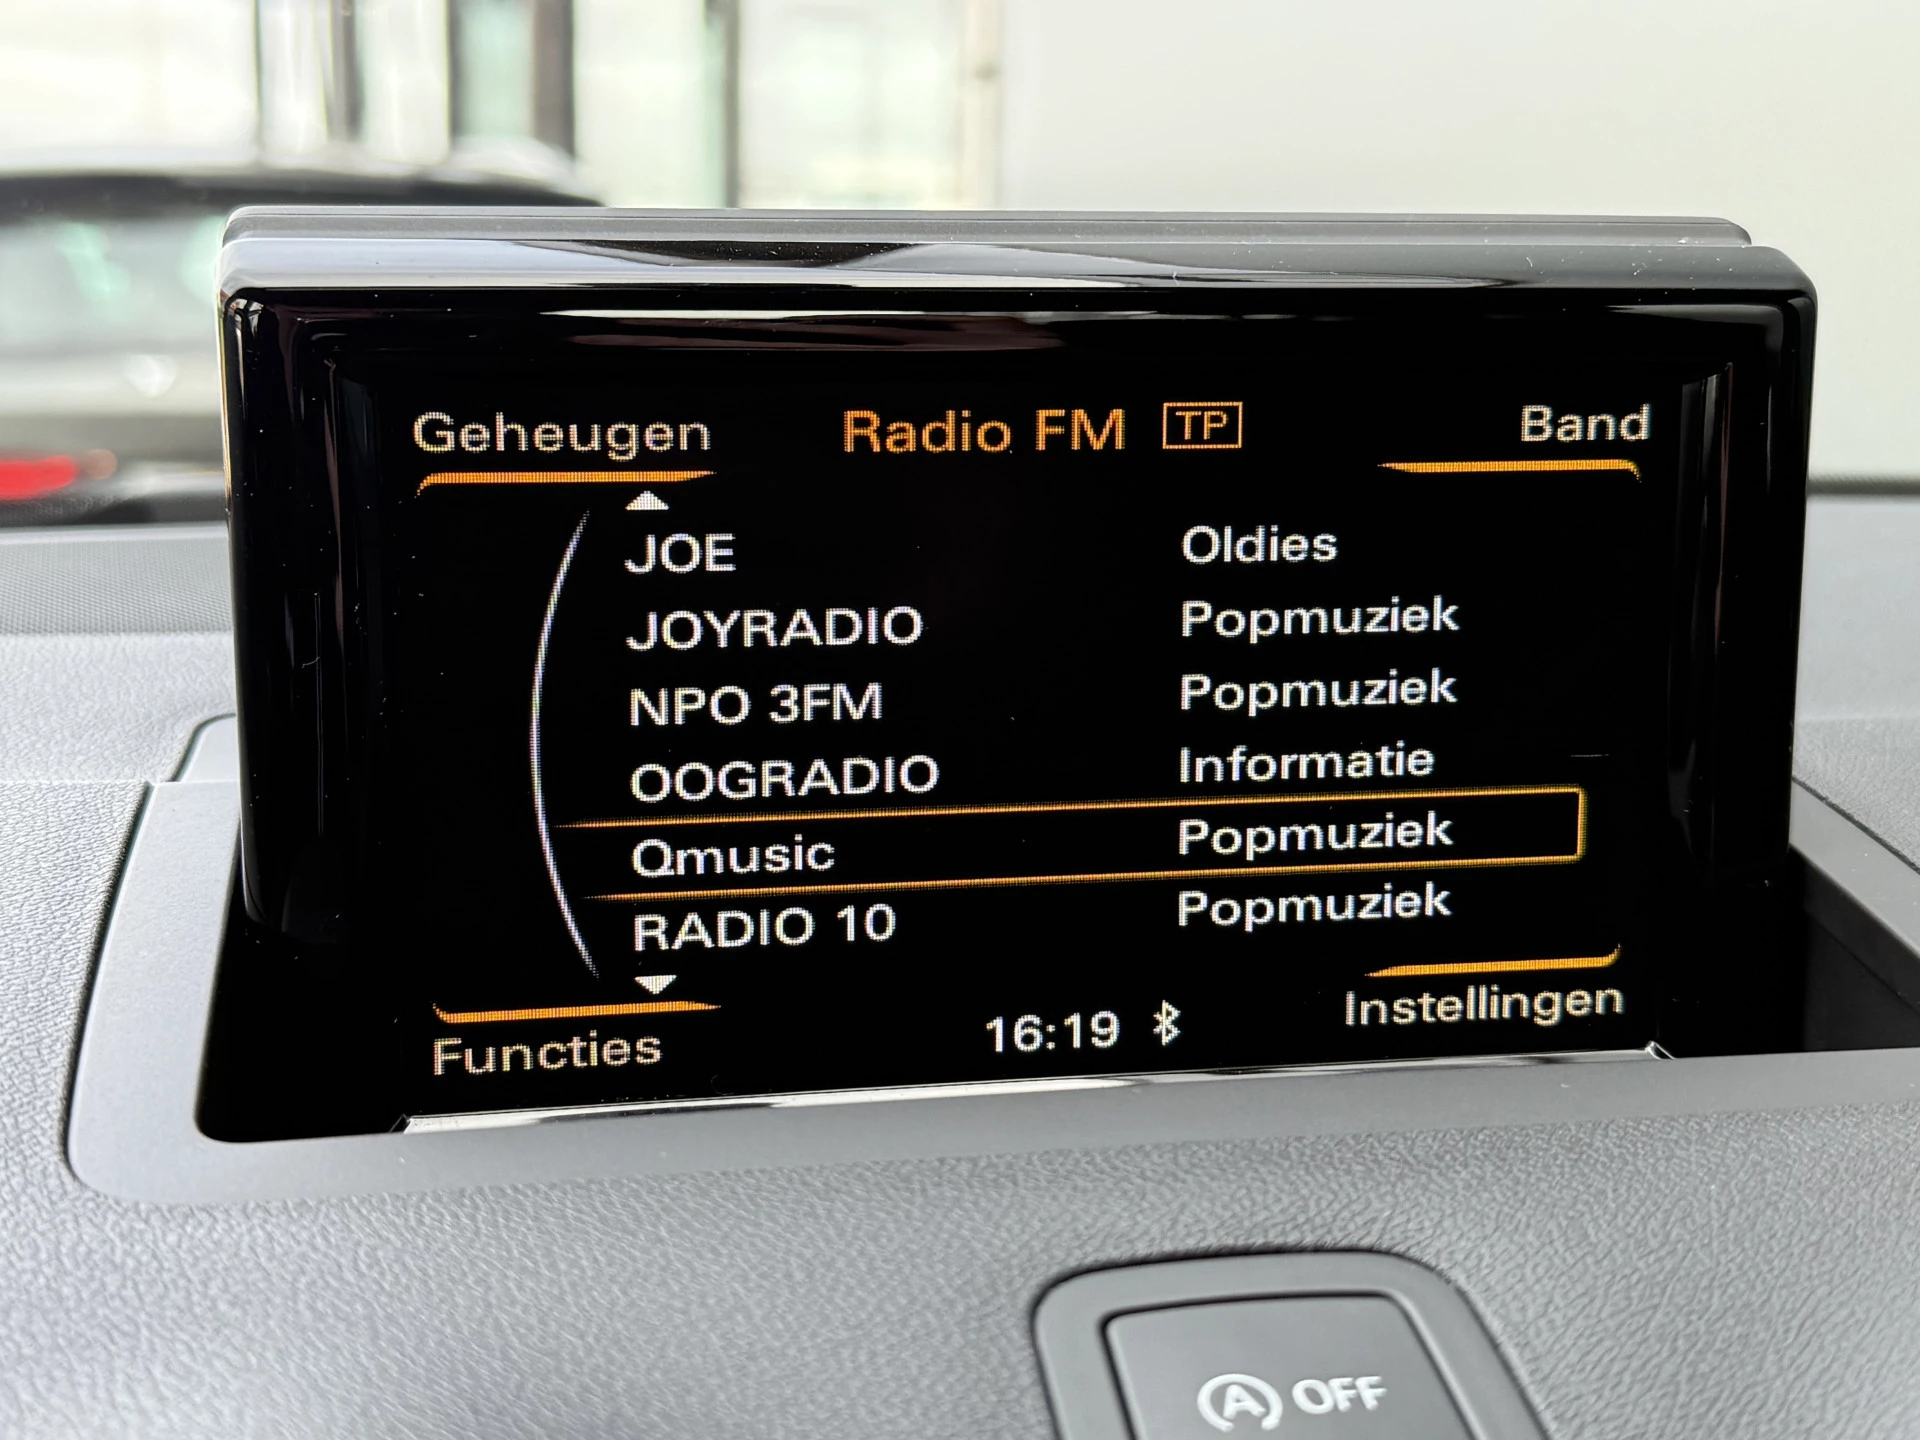 Geheugen Radio FM TP Band
JOE Oldies
JOYRADIO Popmuziek
NPO 3FM Popmuziek
OOGRADIO Informatie
Qmusic Popmuziek
RADIO 10 Popmuziek
Functies 16:19 Instellingen
A OFF